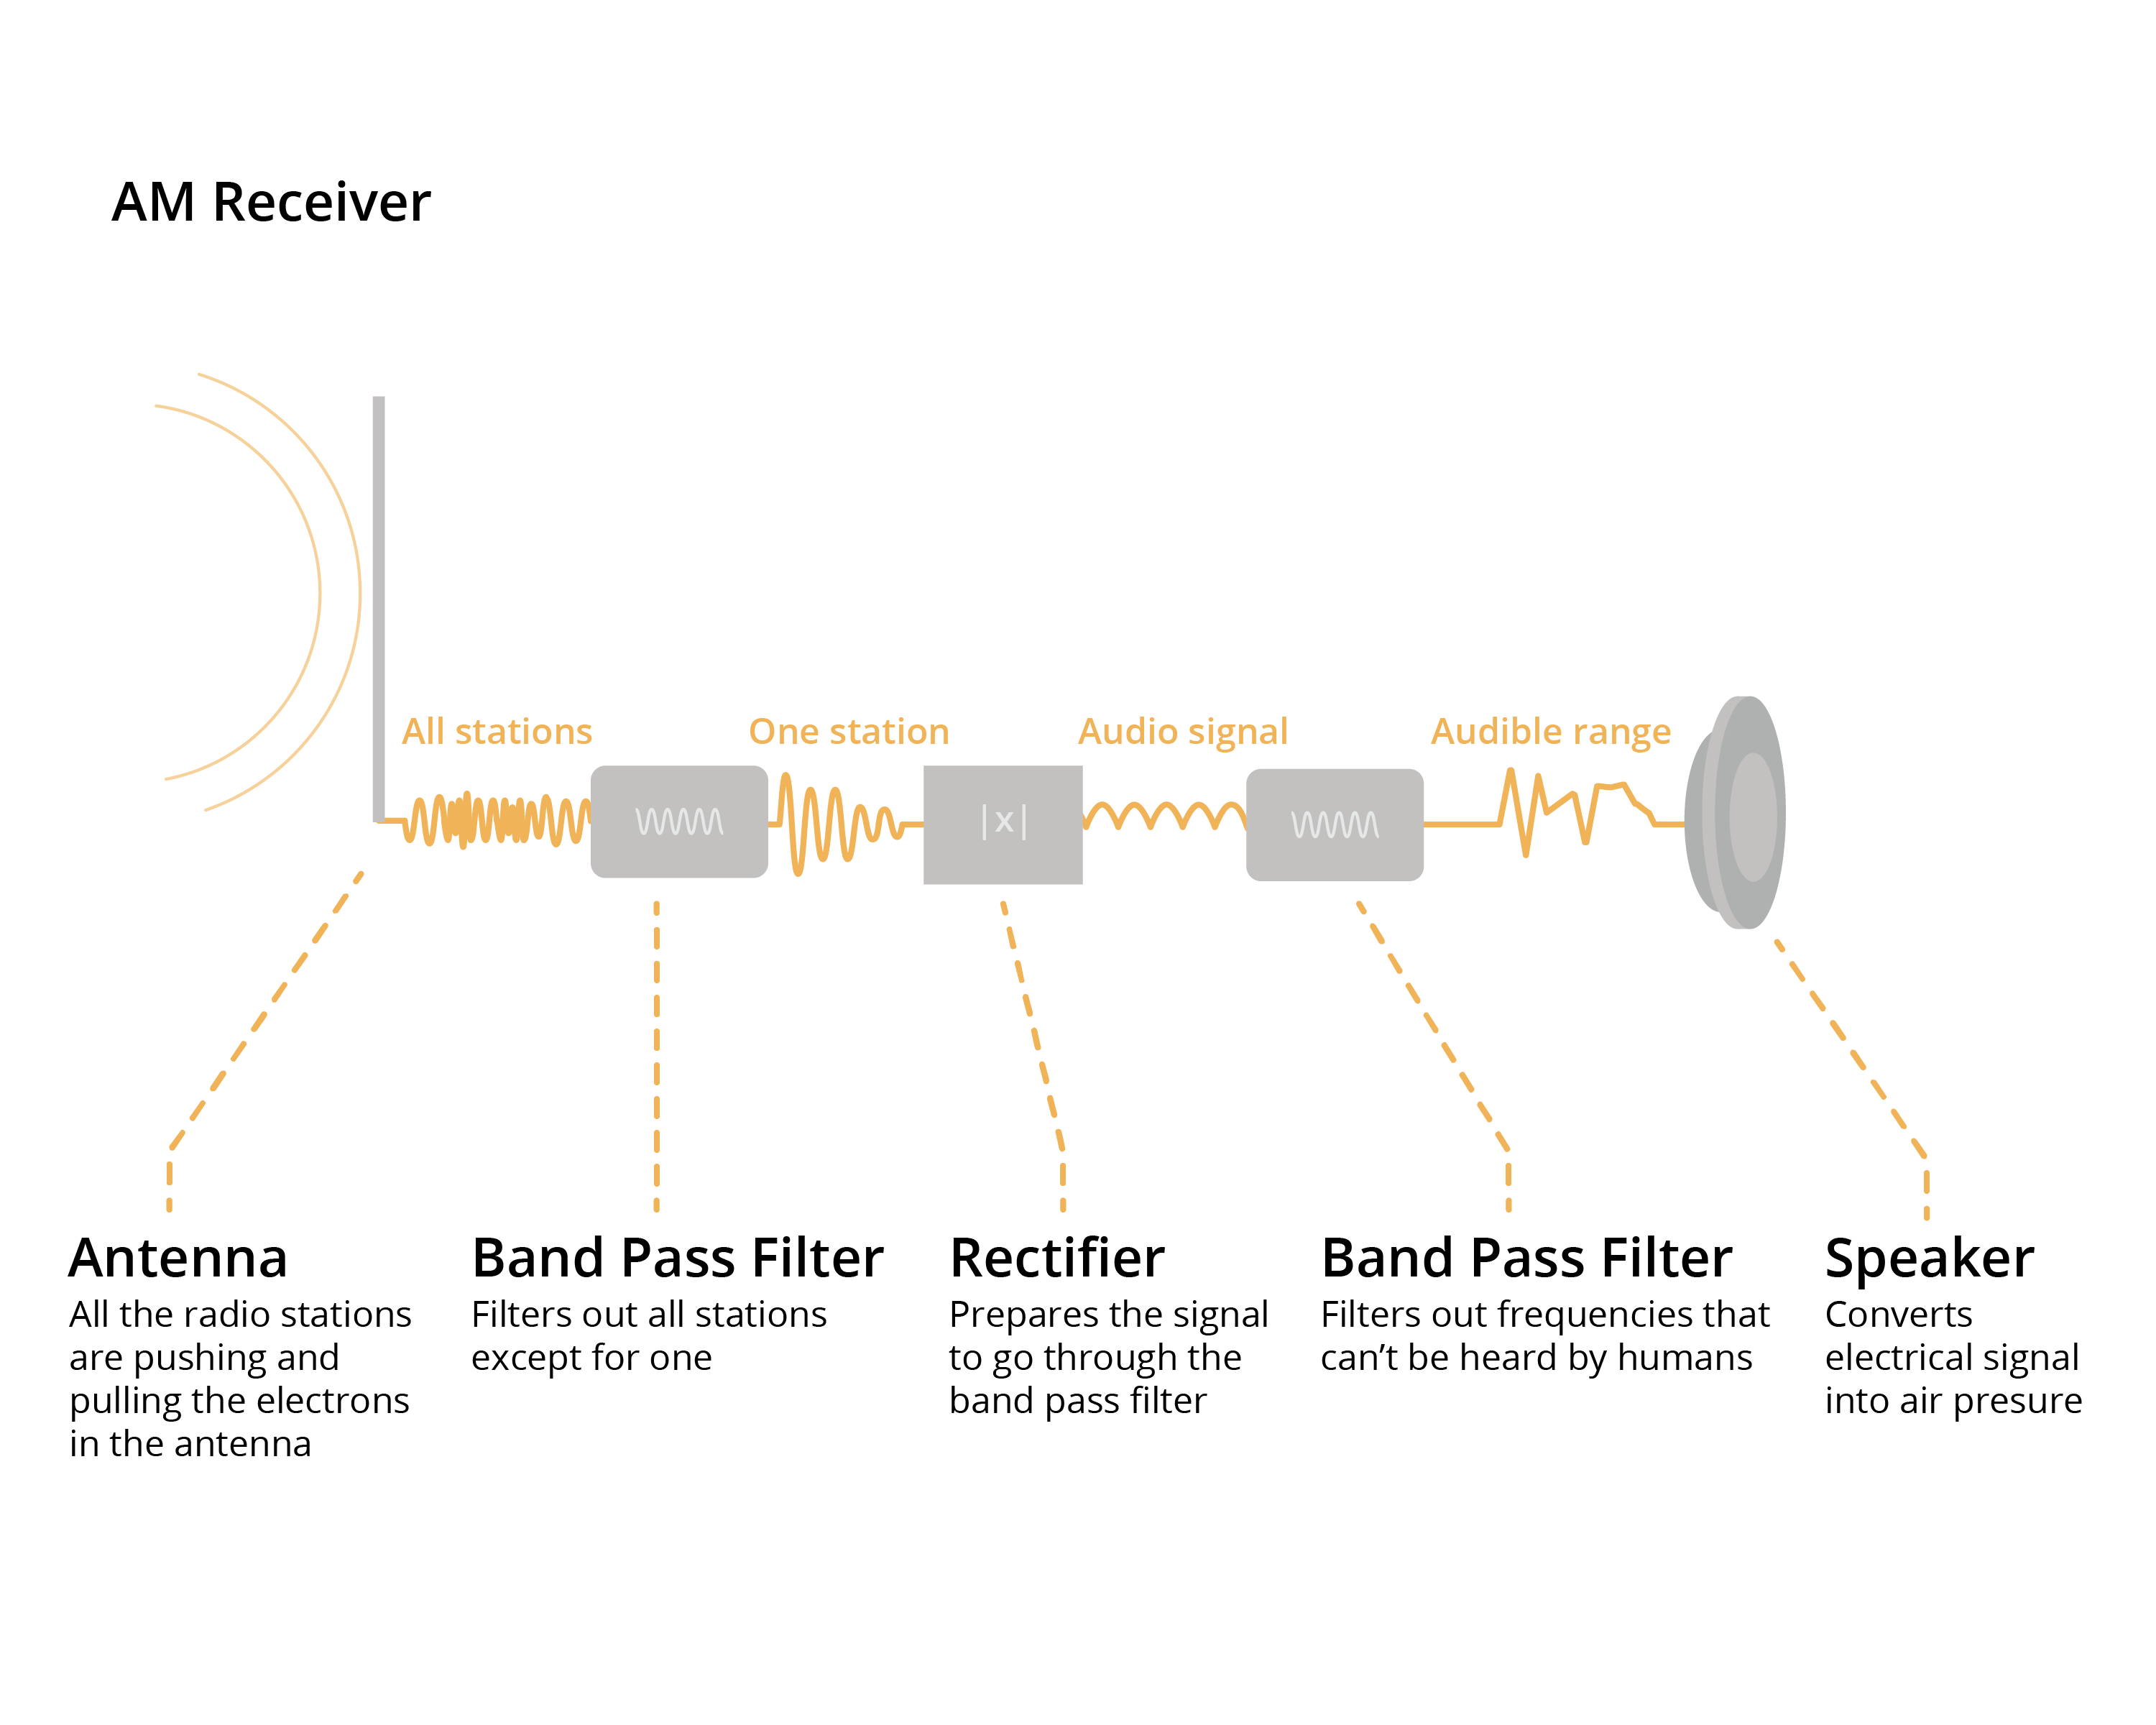 AM Receiver
All stations
One station
Audio signal
Audible range
|x|
Antenna
All the radio stations
are pushing and
pulling the electrons
in the antenna
Band Pass Filter
Filters out all stations
except for one
Rectifier
Prepares the signal
to go through the
band pass filter
Band Pass Filter
Filters out frequencies that
can’t be heard by humans
Speaker
Converts
electrical signal
into air presure